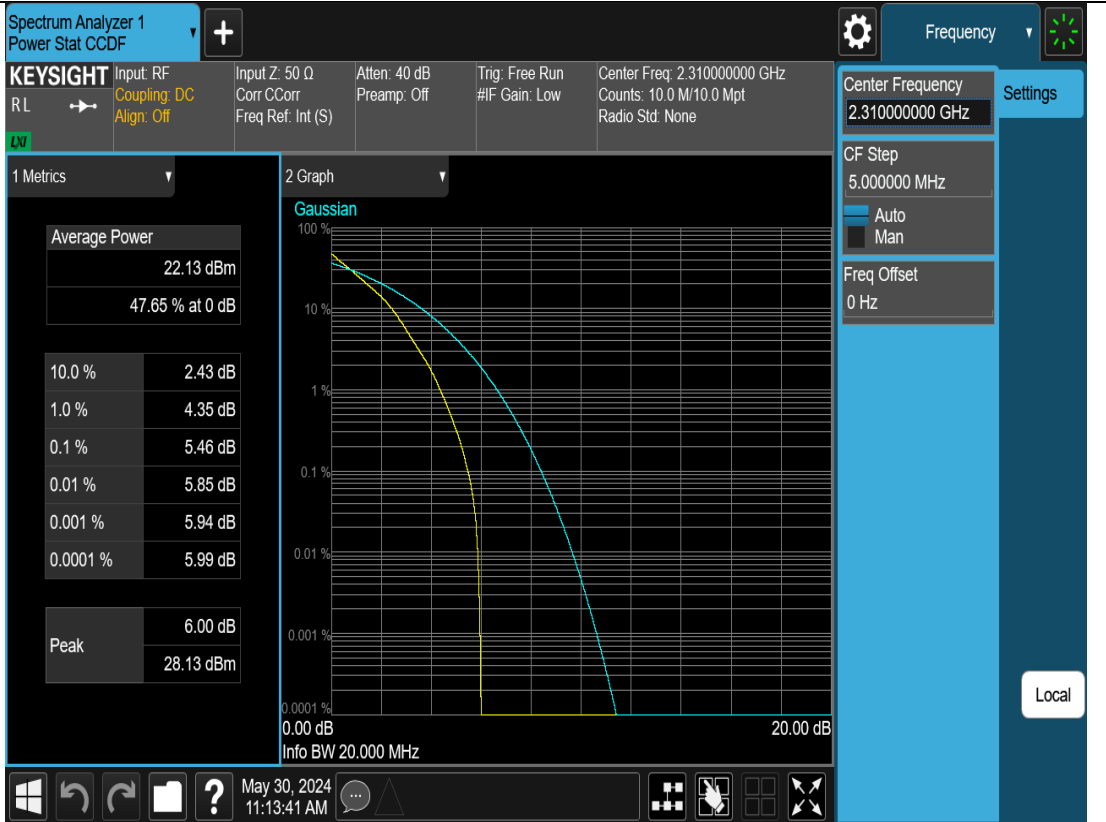 Spectrum Analyzer 1
Power Stat CCDF
+
Frequency
KEYSIGHT
RL
LXI
Input: RF
Coupling: DC
Align: Off
Input Z: 50 Ω
Corr CCorr
Freq Ref: Int (S)
Atten: 40 dB
Preamp: Off
Trig: Free Run
#IF Gain: Low
Center Freq: 2.310000000 GHz
Counts: 10.0 M/10.0 Mpt
Radio Std: None
Center Frequency
2.310000000 GHz
Settings
CF Step
5.000000 MHz
Auto
Man
Freq Offset
0 Hz
1 Metrics
Average Power
22.13 dBm
47.65 % at 0 dB
10.0 % 2.43 dB
1.0 % 4.35 dB
0.1 % 5.46 dB
0.01 % 5.85 dB
0.001 % 5.94 dB
0.0001 % 5.99 dB
Peak
6.00 dB
28.13 dBm
2 Graph
Gaussian
100 %
10 %
1 %
0.1 %
0.01 %
0.001 %
0.0001 %
0.00 dB 20.00 dB
Info BW 20.000 MHz
Local
?
May 30, 2024
11:13:41 AM